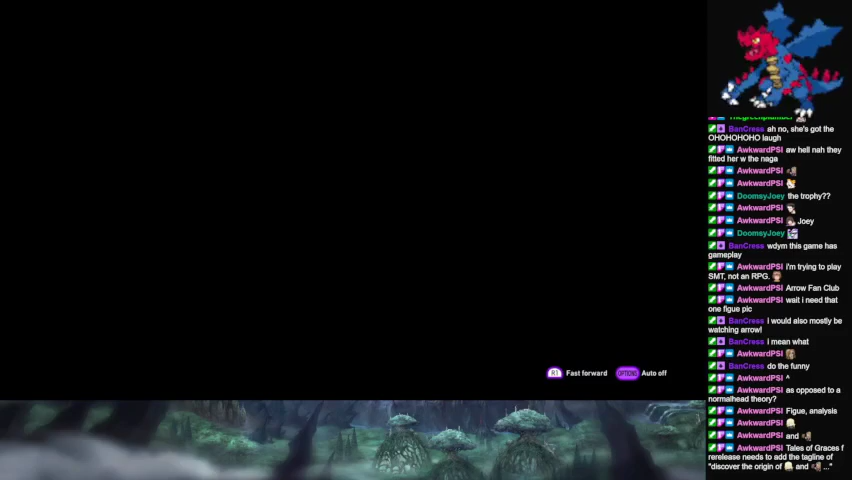 Thegreenplumber
BanCress ah no, she's got the
OHOHOHOHO laugh
AwkwardPSI aw hell nah they
fitted her w the naga
AwkwardPSI
AwkwardPSI
DoomsyJoey the trophy??
AwkwardPSI
AwkwardPSI Joey
DoomsyJoey
BanCress wdym this game has
gameplay
AwkwardPSI i'm trying to play
SMT, not an RPG.
AwkwardPSI Arrow Fan Club
AwkwardPSI wait i need that
one figue pic
BanCress i would also mostly be
watching arrow!
BanCress i mean what
AwkwardPSI
BanCress do the funny
AwkwardPSI ^
AwkwardPSI as opposed to a
normalhead theory?
AwkwardPSI Figue, analysis
AwkwardPSI
AwkwardPSI and
AwkwardPSI Tales of Graces f
rerelease needs to add the tagline of
"discover the origin of and ..."
R1 Fast forward OPTIONS Auto off